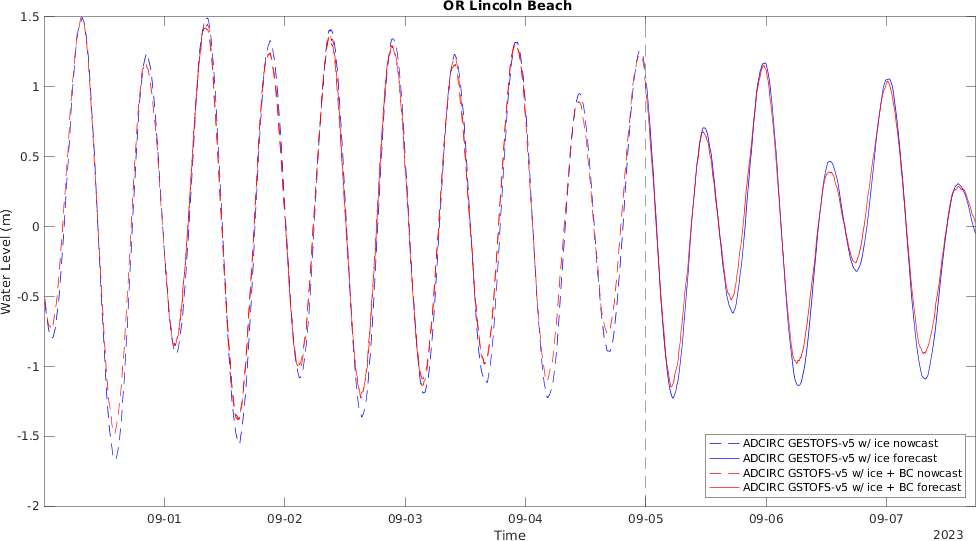 OR Lincoln Beach
1.5
1
0.5
0
-0.5
-1
-1.5
-2
Water Level (m)
09-01 09-02 09-03 09-04 09-05 09-06 09-07
Time
2023
ADCIRC GESTOFS-v5 w/ ice nowcast
ADCIRC GESTOFS-v5 w/ ice forecast
ADCIRC GSTOFS-v5 w/ ice + BC nowcast
ADCIRC GSTOFS-v5 w/ ice + BC forecast